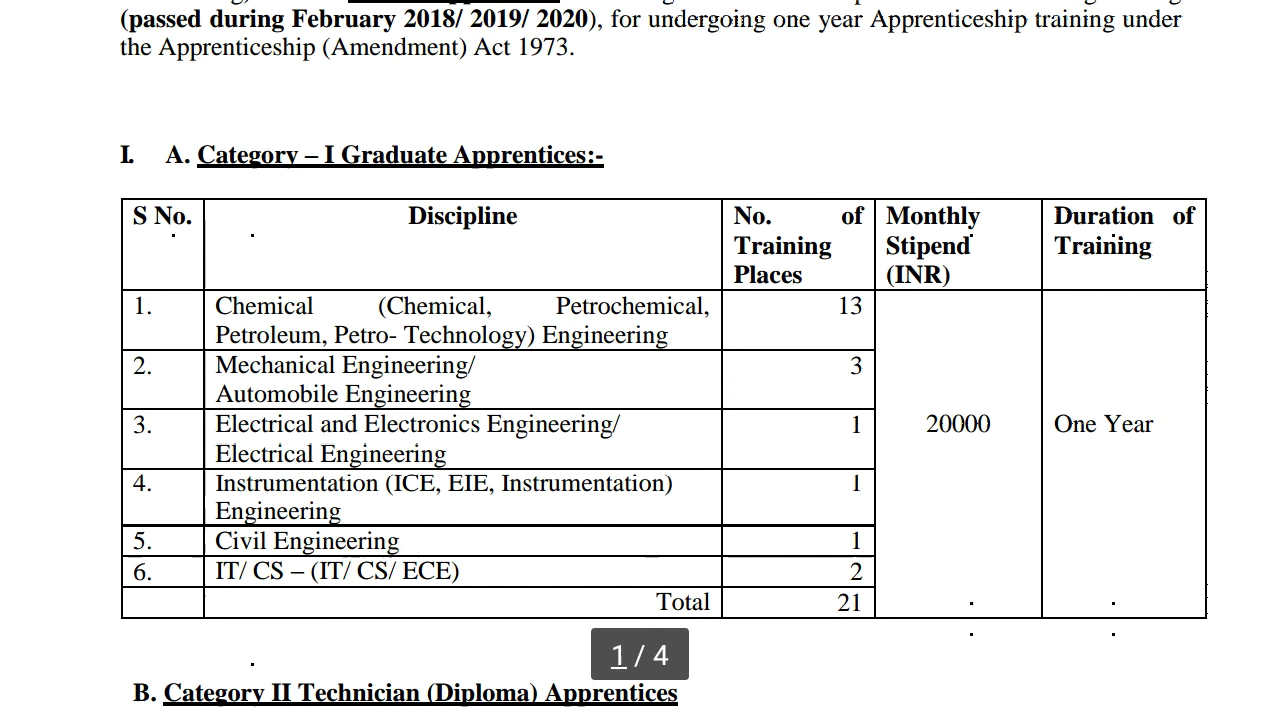 (passed during February 2018/ 2019/ 2020), for undergoing one year Apprenticeship training under
the Apprenticeship (Amendment) Act 1973.
I. A. Category – I Graduate Apprentices:-
S No. Discipline No. of Training Places Monthly Stipend (INR) Duration of Training
1. Chemical (Chemical, Petrochemical, 13
Petroleum, Petro- Technology) Engineering
2. Mechanical Engineering/ 3
Automobile Engineering
3. Electrical and Electronics Engineering/ 1 20000 One Year
Electrical Engineering
4. Instrumentation (ICE, EIE, Instrumentation) 1
Engineering
5. Civil Engineering 1
6. IT/ CS – (IT/ CS/ ECE) 2
Total 21
1 / 4
B. Category II Technician (Diploma) Apprentices